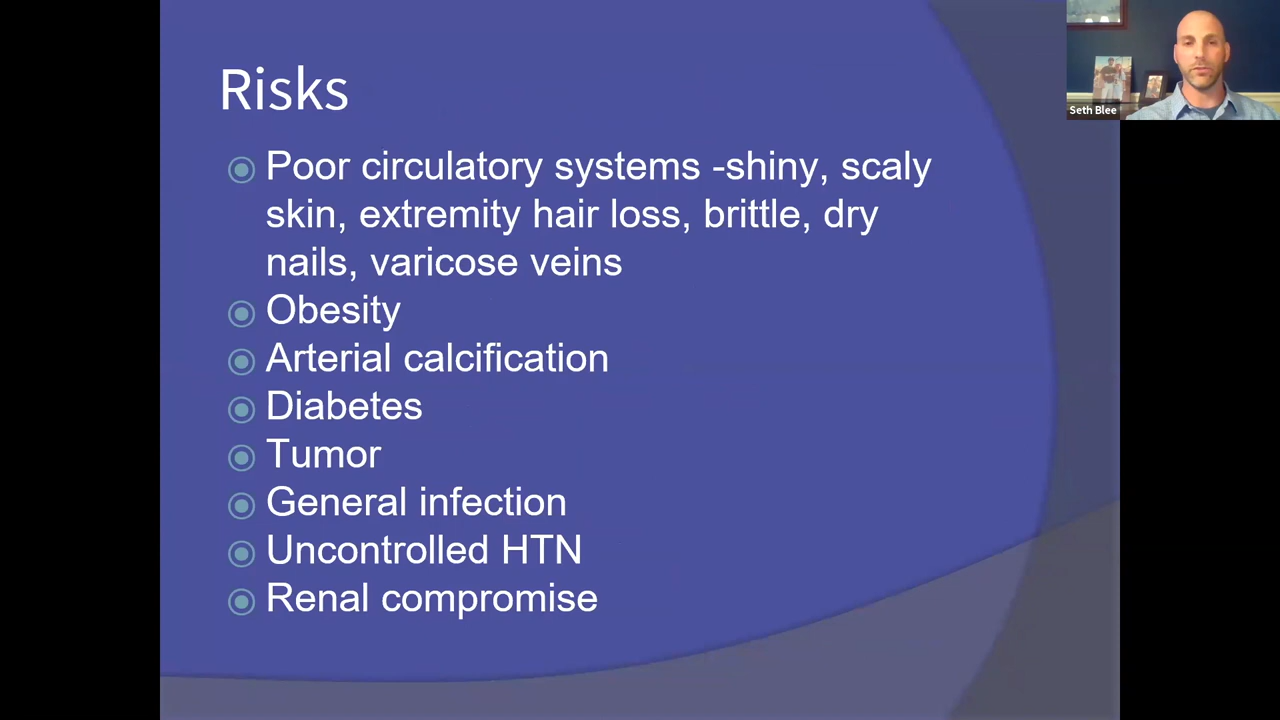 Risks
Poor circulatory systems -shiny, scaly
skin, extremity hair loss, brittle, dry
nails, varicose veins
Obesity
Arterial calcification
Diabetes
Tumor
General infection
Uncontrolled HTN
Renal compromise
Seth Blee